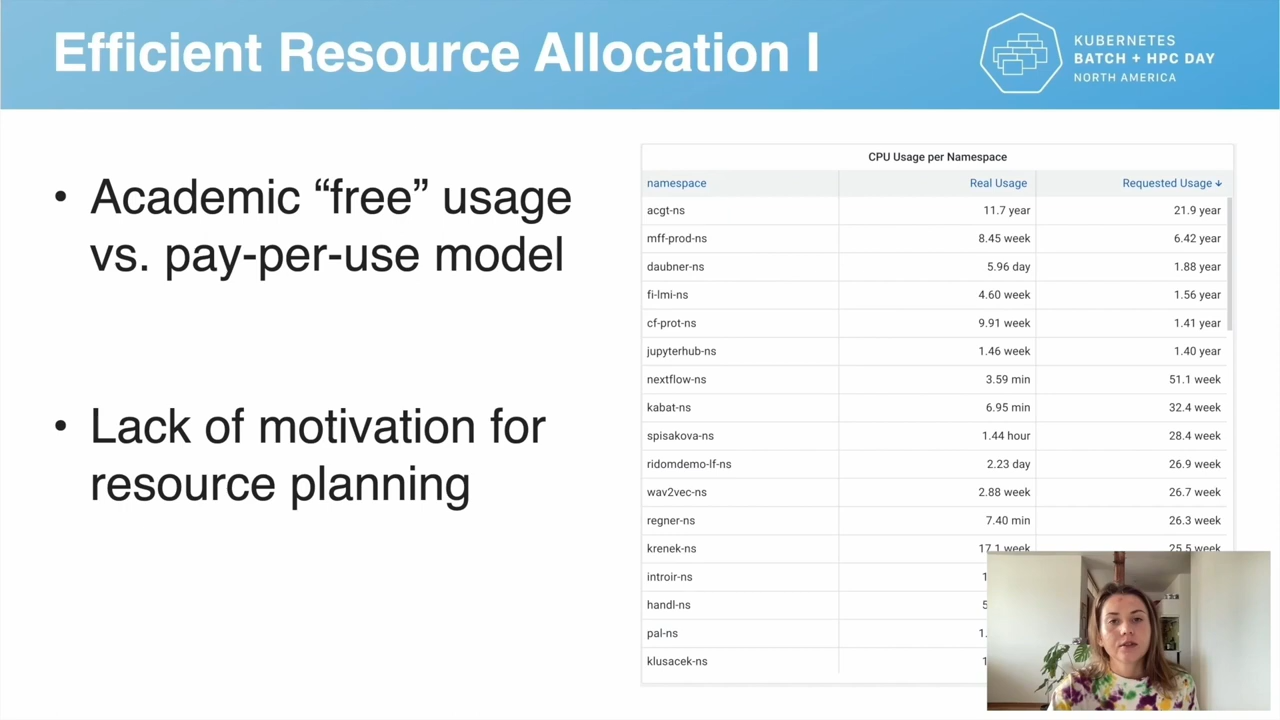 Efficient Resource Allocation I
KUBERNETES
BATCH + HPC DAY
NORTH AMERICA
• Academic “free” usage
vs. pay-per-use model
• Lack of motivation for
resource planning
CPU Usage per Namespace
namespace Real Usage Requested Usage ↓
acgt-ns 11.7 year 21.9 year
mff-prod-ns 8.45 week 6.42 year
daubner-ns 5.96 day 1.88 year
fi-lmi-ns 4.60 week 1.56 year
cf-prot-ns 9.91 week 1.41 year
jupyterhub-ns 1.46 week 1.40 year
nextflow-ns 3.59 min 51.1 week
kabat-ns 6.95 min 32.4 week
spisakova-ns 1.44 hour 28.4 week
ridomdemo-lf-ns 2.23 day 26.9 week
wav2vec-ns 2.88 week 26.7 week
regner-ns 7.40 min 26.3 week
krenek-ns 17.1 week 25.5 week
introir-ns 1
handl-ns 5
pal-ns 1.
klusacek-ns 1